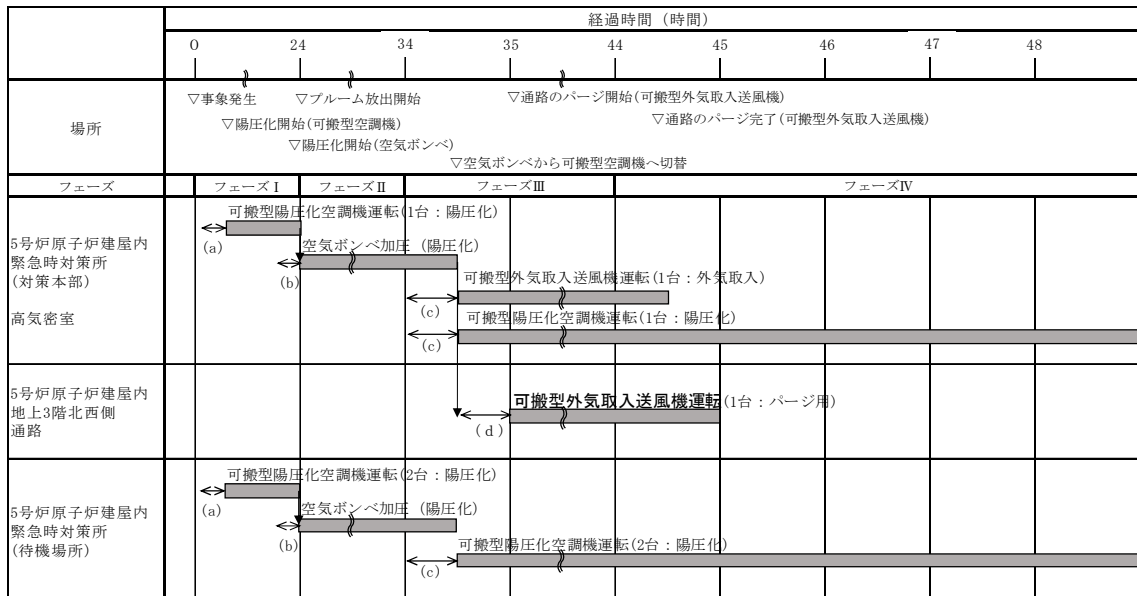 経過時間（時間）
0 24 34 35 44 45 46 47 48
場所
▽事象発生
▽プルーム放出開始
▽通路のパージ開始(可搬型外気取入送風機)
▽陽圧化開始(可搬型空調機)
▽通路のパージ完了(可搬型外気取入送風機)
▽陽圧化開始(空気ボンベ)
▽空気ボンベから可搬型空調機へ切替
フェーズ
フェーズⅠ
フェーズⅡ
フェーズⅢ
フェーズⅣ
5号炉原子炉建屋内
緊急時対策所
(対策本部)
高気密室
可搬型陽圧化空調機運転(1台：陽圧化)
(a)
空気ボンベ加圧（陽圧化）
(b)
可搬型外気取入送風機運転(1台：外気取入)
(c)
可搬型陽圧化空調機運転(1台：陽圧化)
(c)
5号炉原子炉建屋内
地上3階北西側
通路
可搬型外気取入送風機運転(1台：パージ用)
(d)
5号炉原子炉建屋内
緊急時対策所
(待機場所)
可搬型陽圧化空調機運転(2台：陽圧化)
(a)
空気ボンベ加圧（陽圧化）
(b)
可搬型陽圧化空調機運転(2台：陽圧化)
(c)